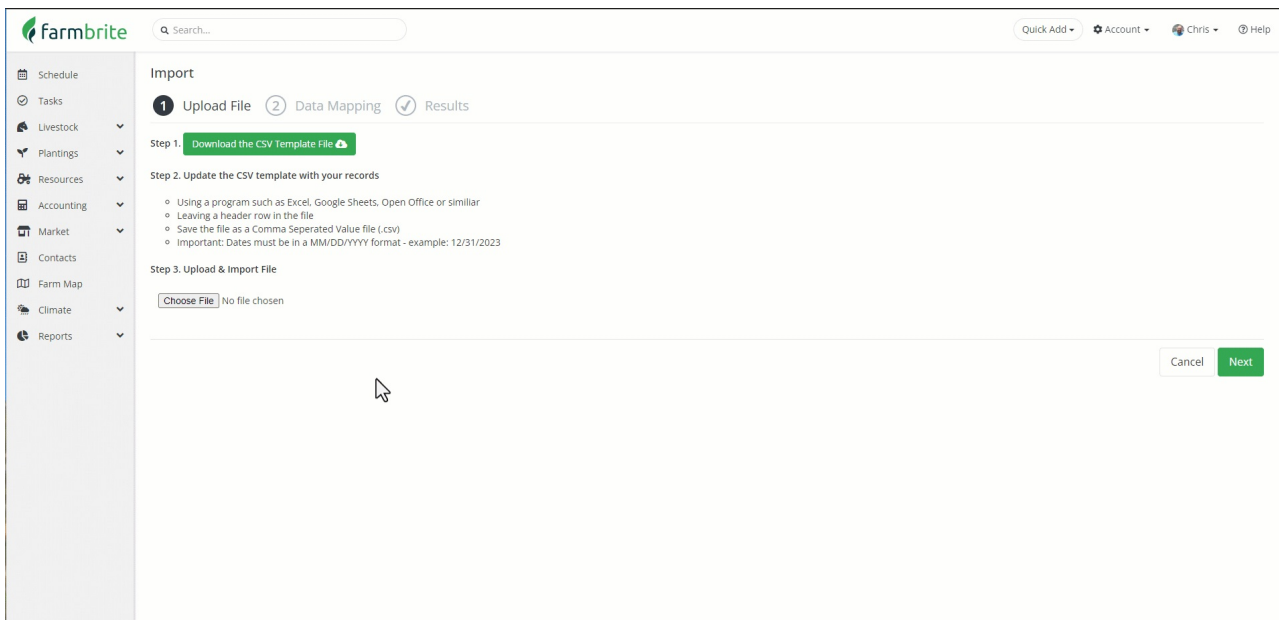 farmbrite
Search...
Quick Add
Account
Chris
Help
Schedule
Tasks
Livestock
Plantings
Resources
Accounting
Market
Contacts
Farm Map
Climate
Reports
Import
1 Upload File 2 Data Mapping Results
Step 1. Download the CSV Template File
Step 2. Update the CSV template with your records
Using a program such as Excel, Google Sheets, Open Office or similiar
Leaving a header row in the file
Save the file as a Comma Seperated Value file (.csv)
Important: Dates must be in a MM/DD/YYYY format - example: 12/31/2023
Step 3. Upload & Import File
Choose File No file chosen
Cancel
Next